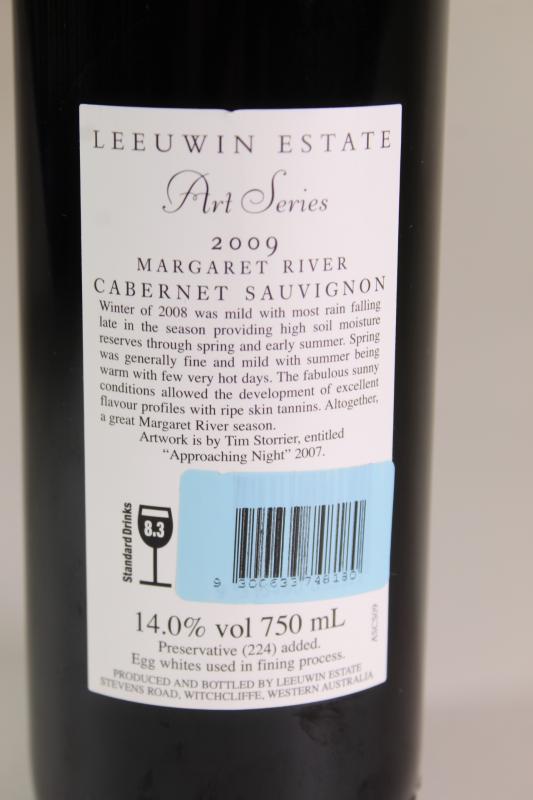 LEEUWIN ESTATE
Art Series
2009
MARGARET RIVER
CABERNET SAUVIGNON
Winter of 2008 was mild with most rain falling
late in the season providing high soil moisture
reserves through spring and early summer. Spring
was generally fine and mild with summer being
warm with few very hot days. The fabulous sunny
conditions allowed the development of excellent
flavour profiles with ripe skin tannins. Altogether,
a great Margaret River season.
Artwork is by Tim Storrier, entitled
“Approaching Night” 2007.
Standard Drinks
8.3
9 300633 748180
14.0% vol 750 mL
Preservative (224) added.
Egg whites used in fining process.
ASCS09
PRODUCED AND BOTTLED BY LEEUWIN ESTATE
STEVENS ROAD, WITCHCLIFFE, WESTERN AUSTRALIA